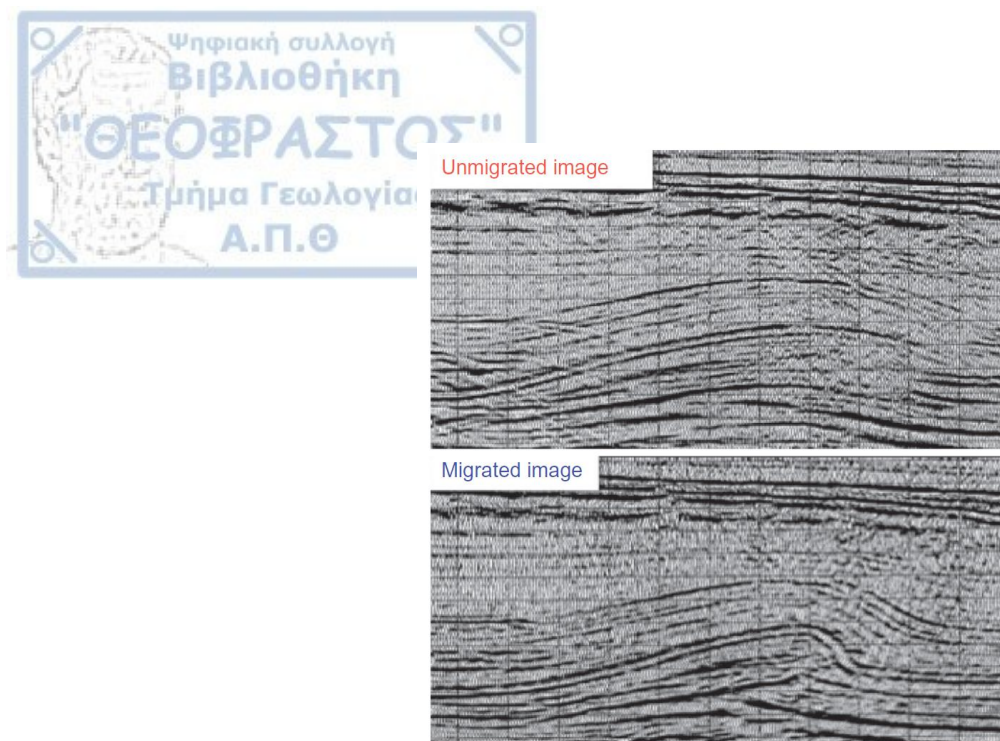 Ψηφιακή συλλογή
Βιβλιοθήκη
"ΘΕΟΦΡΑΣΤΟΣ"
Τμήμα Γεωλογίας
Α.Π.Θ
Unmigrated image
Migrated image